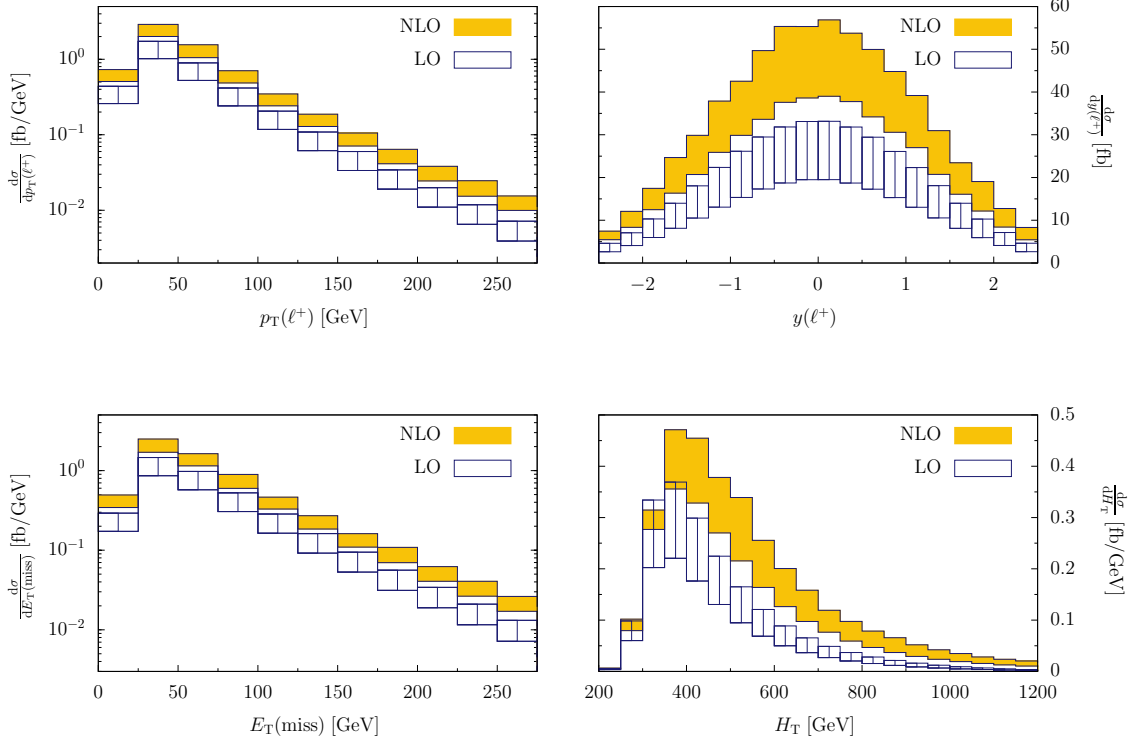 NLO
LO
dσ/dp_T(ℓ⁺) [fb/GeV]
10⁰
10⁻¹
10⁻²
0 50 100 150 200 250
p_T(ℓ⁺) [GeV]
NLO
LO
dσ/dy(ℓ⁺) [fb]
60
50
40
30
20
10
0
−2 −1 0 1 2
y(ℓ⁺)
NLO
LO
dσ/dE_T(miss) [fb/GeV]
10⁰
10⁻¹
10⁻²
0 50 100 150 200 250
E_T(miss) [GeV]
NLO
LO
dσ/dH_T [fb/GeV]
0.5
0.4
0.3
0.2
0.1
0
200 400 600 800 1000 1200
H_T [GeV]